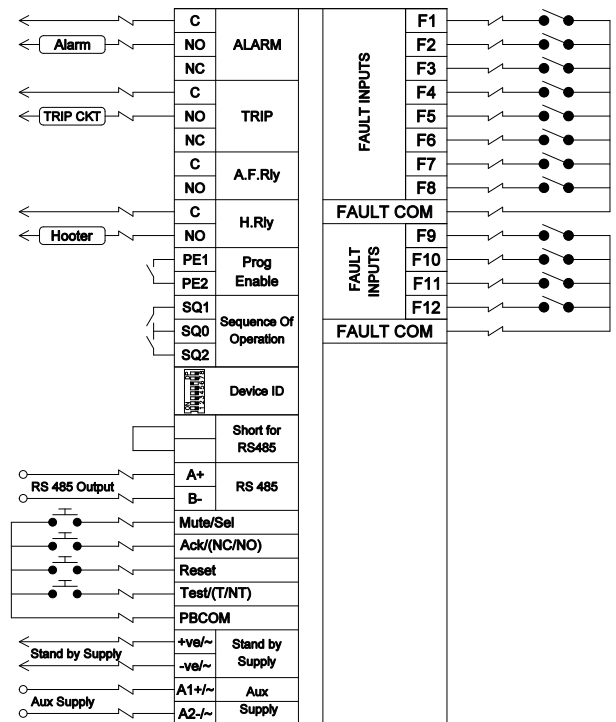 C
NO
NC
ALARM
Alarm
C
NO
NC
TRIP
TRIP CKT
C
NO
A.F.Rly
C
NO
H.Rly
Hooter
PE1
PE2
Prog
Enable
SQ1
SQ0
SQ2
Sequence Of
Operation
Device ID
Short for
RS485
A+
B-
RS 485
RS 485 Output
Mute/Sel
Ack/(NC/NO)
Reset
Test/(T/NT)
PBCOM
+ve/~
-ve/~
Stand by
Supply
Stand by Supply
A1+/~
A2-/~
Aux
Supply
Aux Supply
FAULT INPUTS
F1
F2
F3
F4
F5
F6
F7
F8
FAULT COM
FAULT
INPUTS
F9
F10
F11
F12
FAULT COM